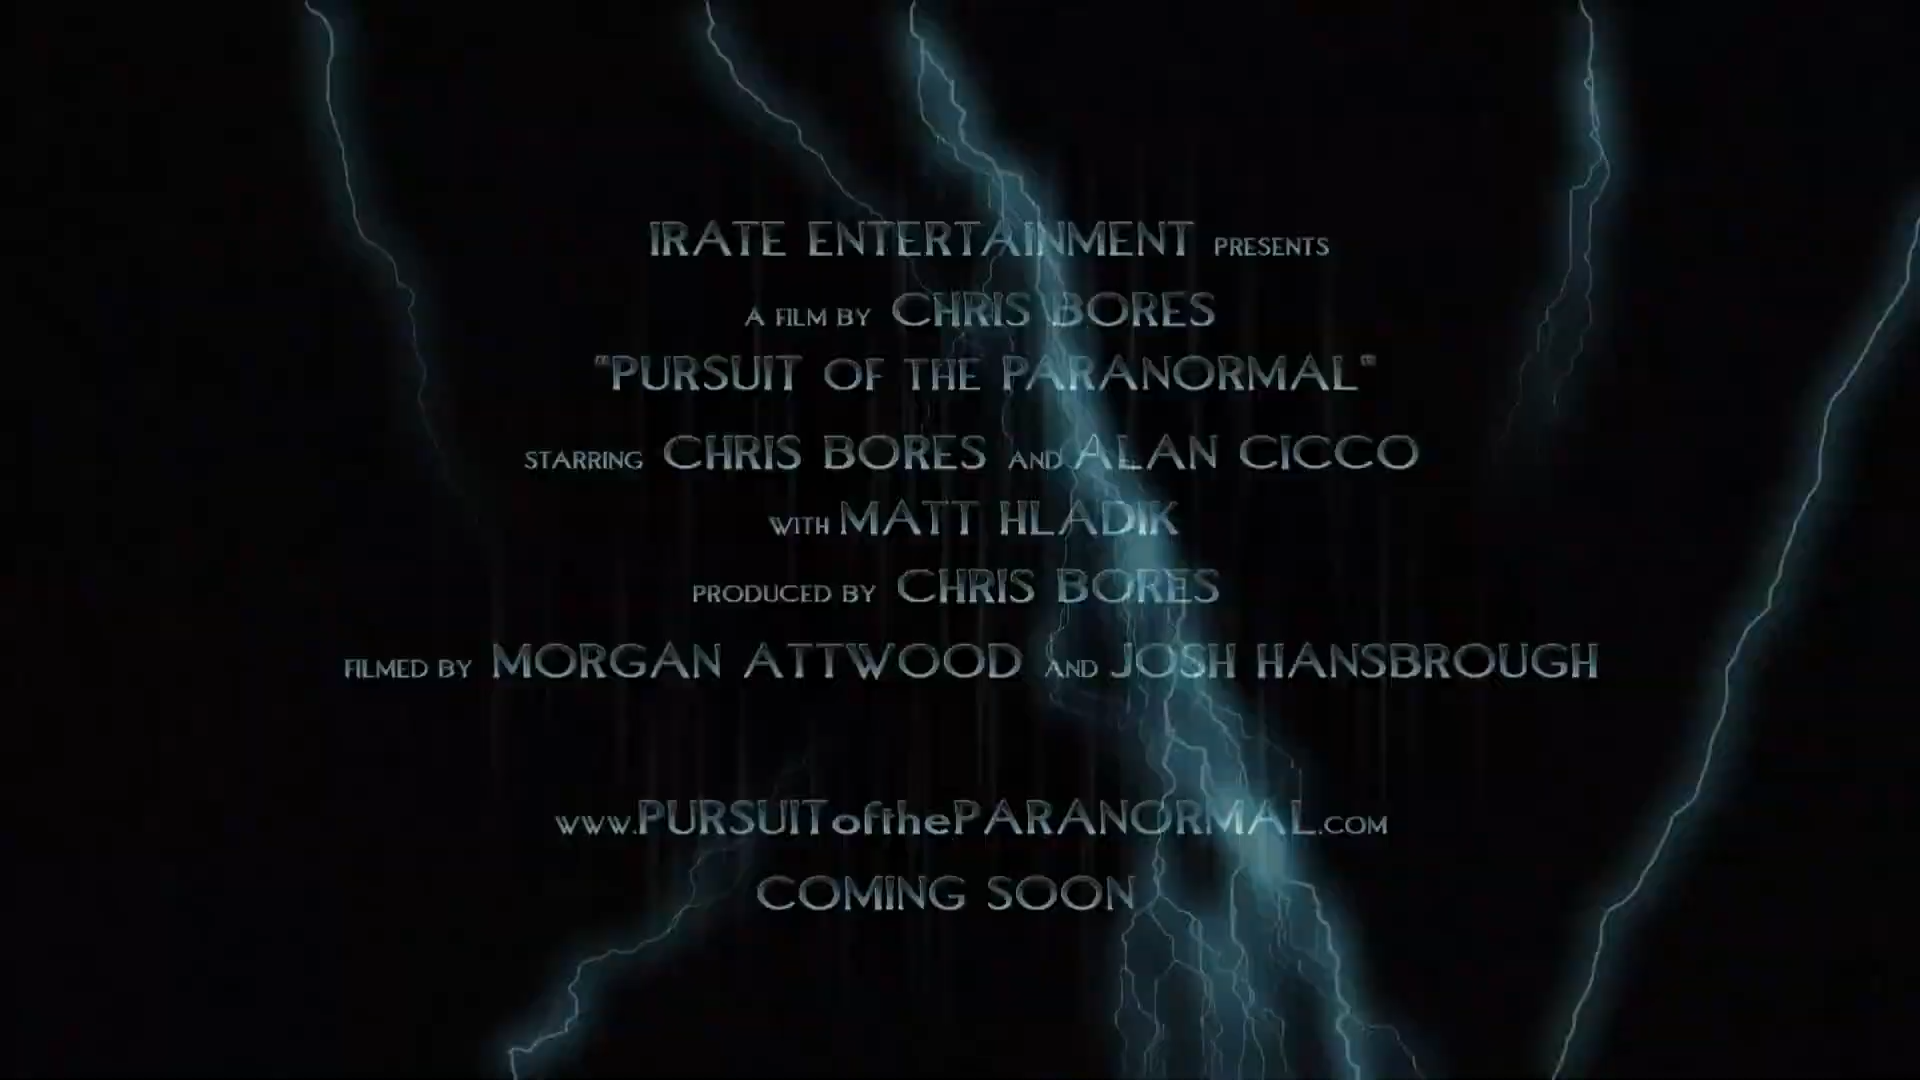 IRATE ENTERTAINMENT PRESENTS
A FILM BY CHRIS BORES
"PURSUIT OF THE PARANORMAL"
STARRING CHRIS BORES AND ALAN CICCO
WITH MATT HLADIK
PRODUCED BY CHRIS BORES
FILMED BY MORGAN ATTWOOD AND JOSH HANSBROUGH
www.PURSUITofthePARANORMAL.COM
COMING SOON